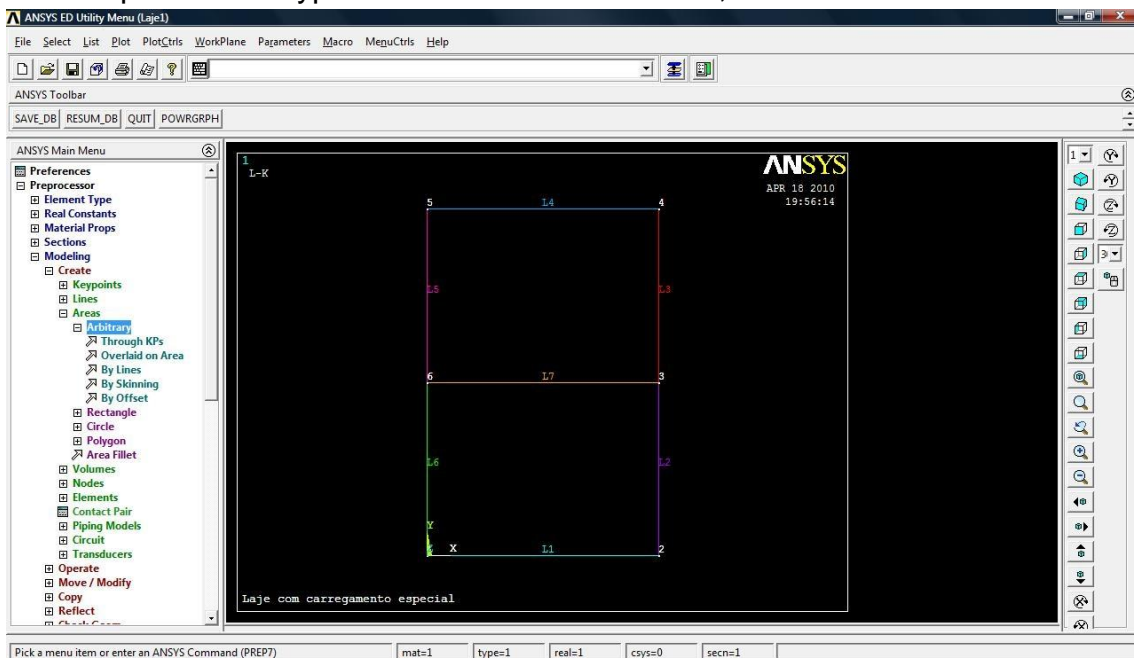 ANSYS ED Utility Menu (Laje1)
File Select List Plot PlotCtrls WorkPlane Parameters Macro MenuCtrls Help
ANSYS Toolbar
SAVE_DB RESUM_DB QUIT POWRGRPH
ANSYS Main Menu
Preferences
Preprocessor
Element Type
Real Constants
Material Props
Sections
Modeling
Create
Keypoints
Lines
Areas
Arbitrary
Through KPs
Overlaid on Area
By Lines
By Skinning
By Offset
Rectangle
Circle
Polygon
Area Fillet
Volumes
Nodes
Elements
Contact Pair
Piping Models
Circuit
Transducers
Operate
Move / Modify
Copy
Reflect
1
L-K
ANSYS
APR 18 2010
19:56:14
5 L4 4
L5 L3
6 L7 3
L6 L2
Y
X L1 2
Laje com carregamento especial
1
Pick a menu item or enter an ANSYS Command (PREP7) mat=1 type=1 real=1 csys=0 secn=1